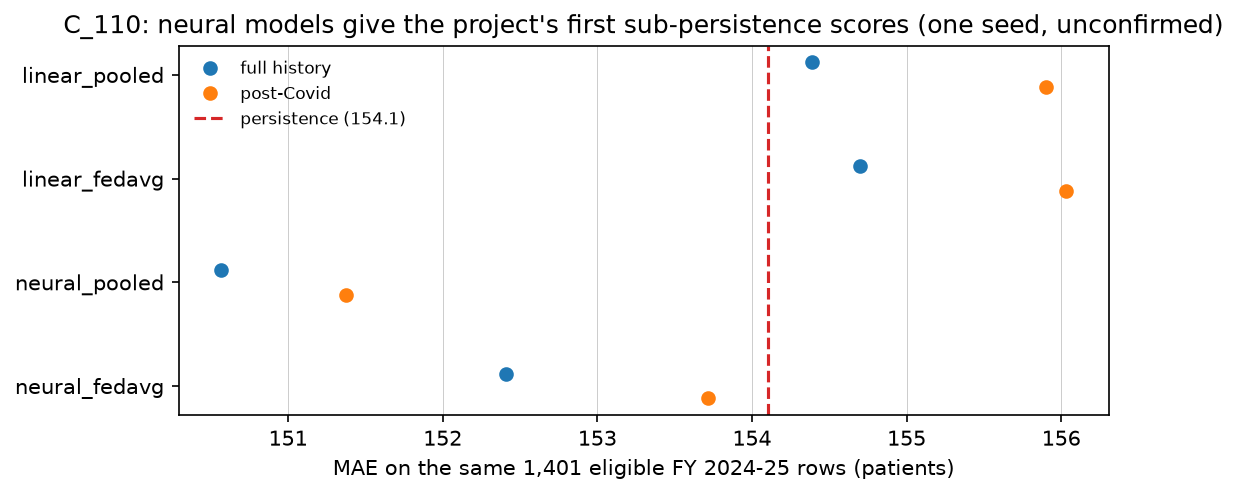 C_110: neural models give the project's first sub-persistence scores (one seed, unconfirmed)
full history
post-Covid
persistence (154.1)
linear_pooled
linear_fedavg
neural_pooled
neural_fedavg
151 152 153 154 155 156
MAE on the same 1,401 eligible FY 2024-25 rows (patients)